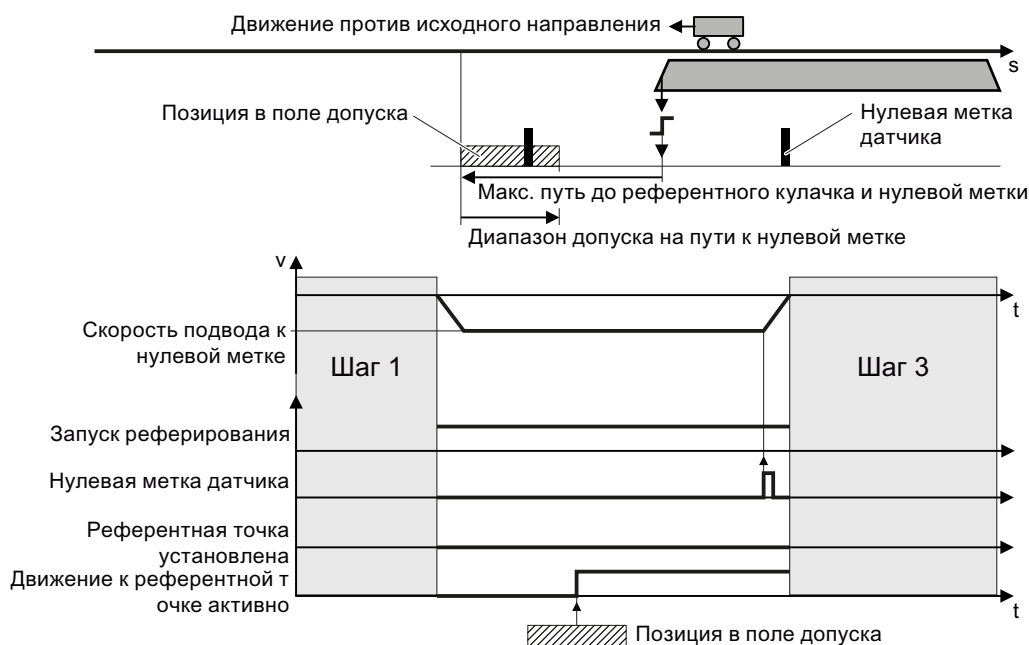 Движение против исходного направления
s
Позиция в поле допуска
Нулевая метка
датчика
Макс. путь до референтного кулачка и нулевой метки
Диапазон допуска на пути к нулевой метке
v
t
Скорость подвода к
нулевой метке
Шаг 1
Шаг 3
Запуск реферирования
Нулевая метка датчика
Референтная точка
установлена
Движение к референтной т
очке активно
t
Позиция в поле допуска